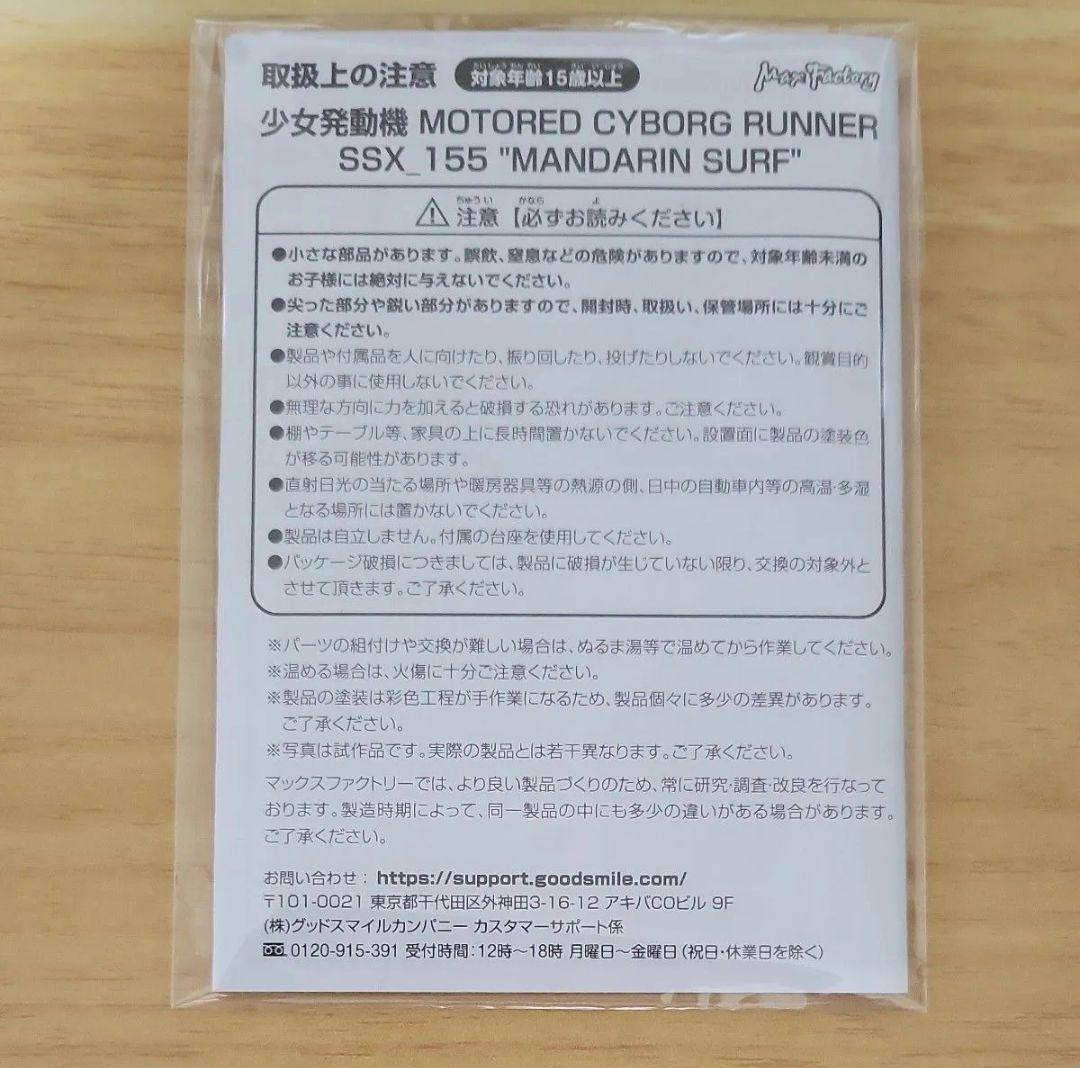 取扱上の注意 対象年齢15歳以上 Max Factory
少女発動機 MOTORED CYBORG RUNNER
SSX_155 "MANDARIN SURF"
⚠ 注意【必ずお読みください】
●小さな部品があります。誤飲、窒息などの危険がありますので、対象年齢未満の
お子様には絶対に与えないでください。
●尖った部分や鋭い部分がありますので、開封時、取扱い、保管場所には十分にご
注意ください。
●製品や付属品を人に向けたり、振り回したり、投げたりしないでください。観賞目的
以外の事に使用しないでください。
●無理な方向に力を加えると破損する恐れがあります。ご注意ください。
●棚やテーブル等、家具の上に長時間置かないでください。設置面に製品の塗装色
が移る可能性があります。
●直射日光の当たる場所や暖房器具等の熱源の側、日中の自動車内等の高温・多湿
となる場所には置かないでください。
●製品は自立しません。付属の台座を使用してください。
●パッケージ破損につきましては、製品に破損が生じていない限り、交換の対象外と
させて頂きます。ご了承ください。
※パーツの組付けや交換が難しい場合は、ぬるま湯等で温めてから作業してください。
※温める場合は、火傷に十分ご注意ください。
※製品の塗装は彩色工程が手作業になるため、製品個々に多少の差異があります。
ご了承ください。
※写真は試作品です。実際の製品とは若干異なります。ご了承ください。
マックスファクトリーでは、より良い製品づくりのため、常に研究・調査・改良を行なって
おります。製造時期によって、同一製品の中にも多少の違いがある場合があります。
ご了承ください。
お問い合わせ : https://support.goodsmile.com/
〒101-0021 東京都千代田区外神田3-16-12 アキバCOビル 9F
(株)グッドスマイルカンパニー カスタマーサポート係
0120-915-391 受付時間:12時～18時 月曜日～金曜日(祝日・休業日を除く)